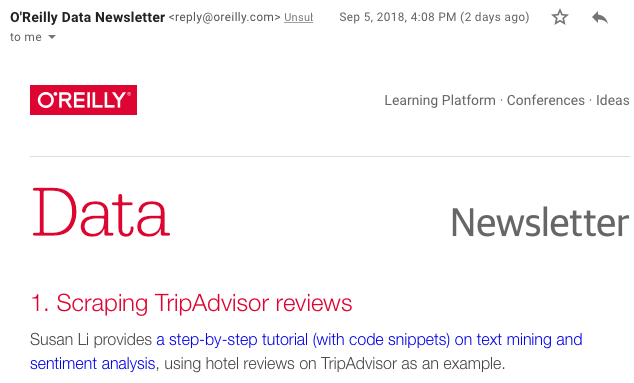 O'Reilly Data Newsletter <reply@oreilly.com> Sep 5, 2018, 4:08 PM (2 days ago)
to me
O'REILLY® Learning Platform · Conferences · Ideas
Data Newsletter
1. Scraping TripAdvisor reviews
Susan Li provides a step-by-step tutorial (with code snippets) on text mining and
sentiment analysis, using hotel reviews on TripAdvisor as an example.